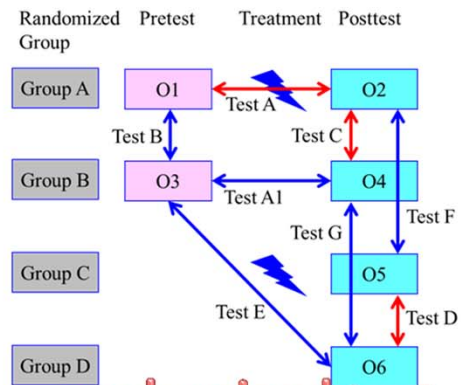 Randomized Pretest Treatment Posttest
Group
Group A O1 O2
Test A
Test B Test C
Group B O3 O4
Test A1
Test F
Test G
Group C O5
Test E Test D
Group D O6